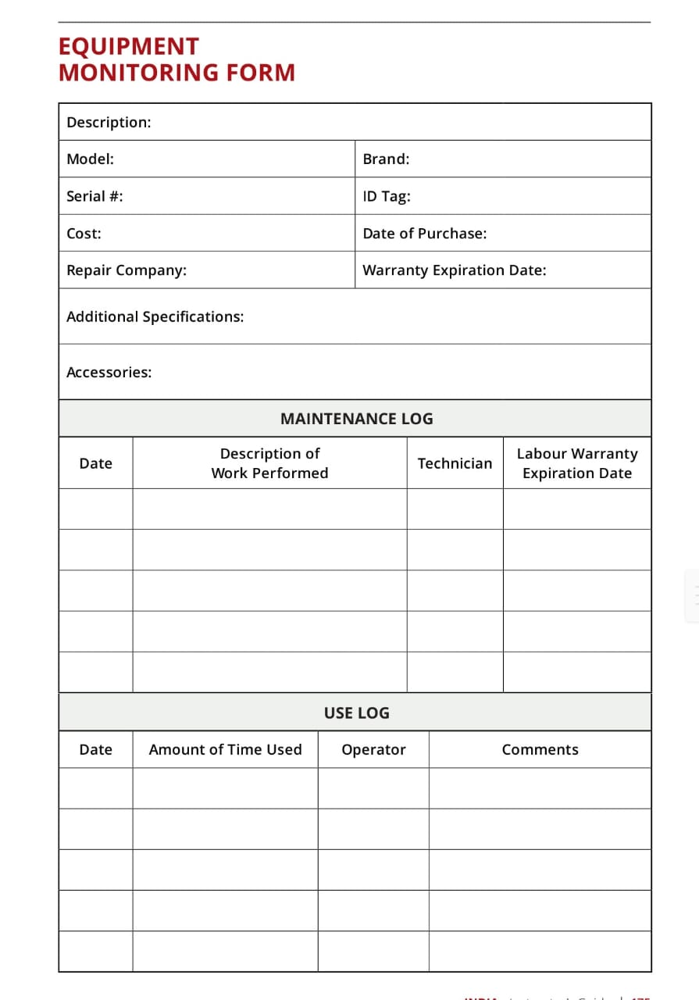 EQUIPMENT
MONITORING FORM
Description:
Model:
Brand:
Serial #:
ID Tag:
Cost:
Date of Purchase:
Repair Company:
Warranty Expiration Date:
Additional Specifications:
Accessories:
MAINTENANCE LOG
Date
Description of
Work Performed
Technician
Labour Warranty
Expiration Date
USE LOG
Date
Amount of Time Used
Operator
Comments